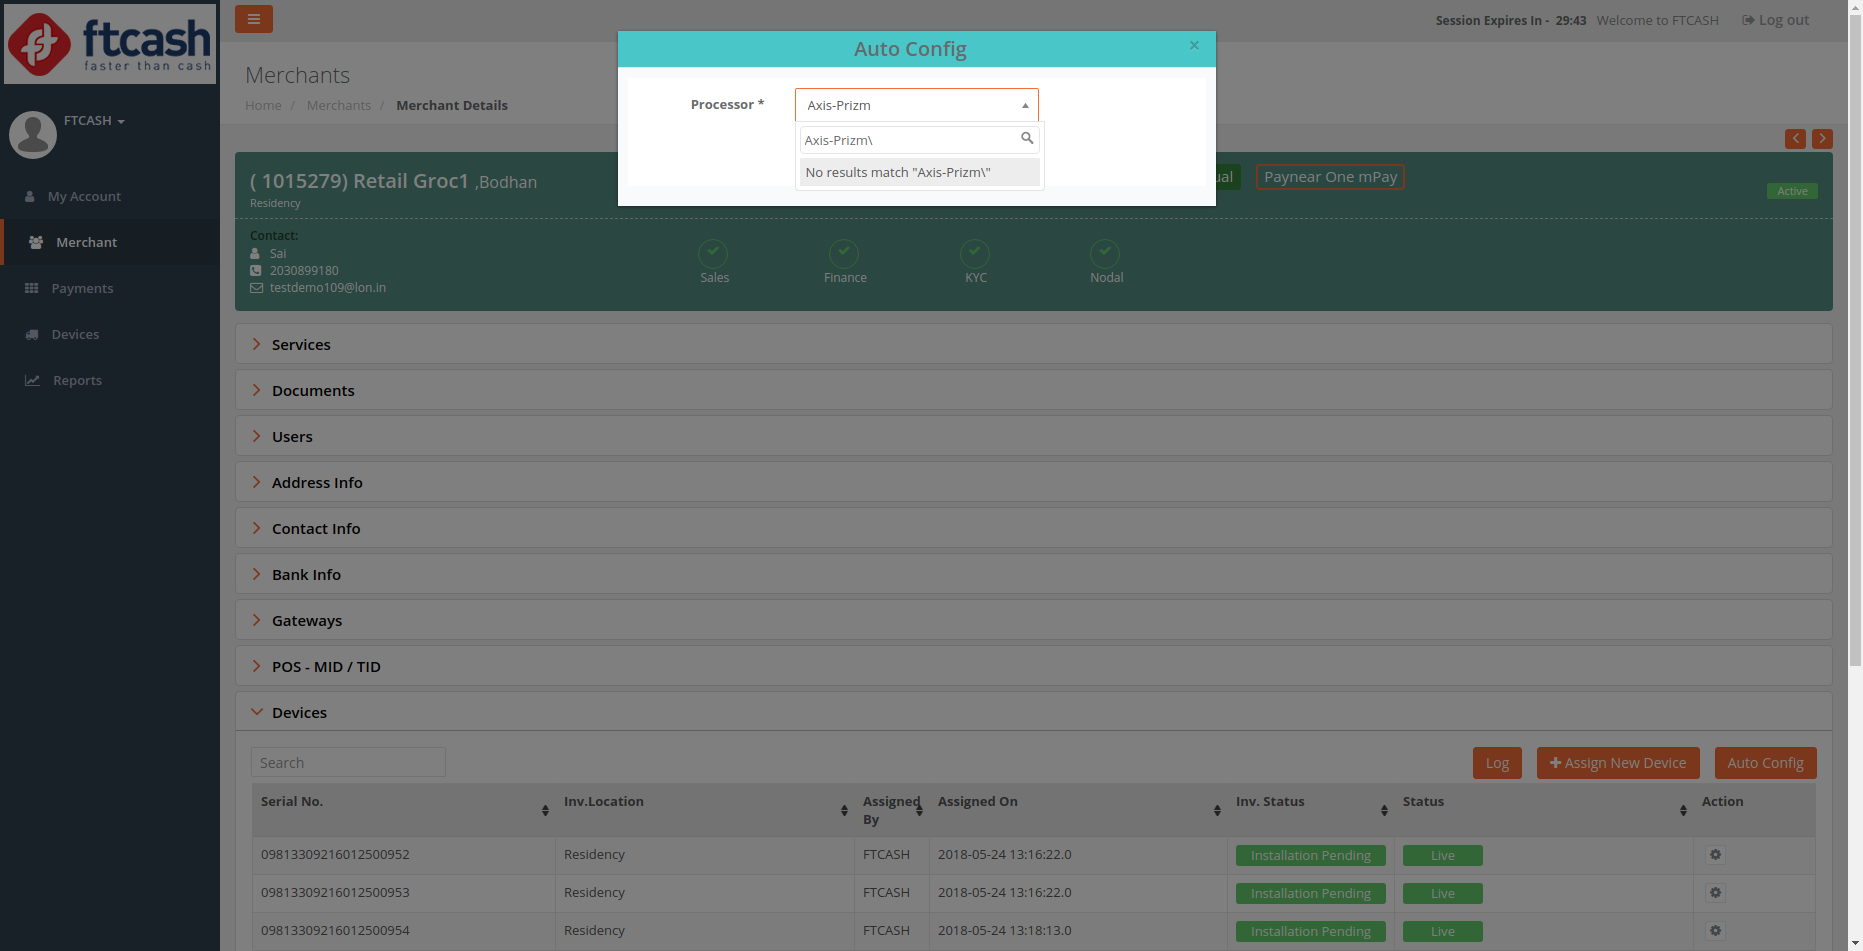 ftcash
faster than cash
Session Expires In - 29:43 Welcome to FTCASH Log out
Auto Config ×
Merchants
Home / Merchants / Merchant Details
Processor * Axis-Prizm
Axis-Prizm\
No results match "Axis-Prizm\"
FTCASH
My Account
Merchant
Payments
Devices
Reports
( 1015279) Retail Groc1 ,Bodhan
Residency
ual Paynear One mPay
Active
Contact:
Sai
2030899180
testdemo109@lon.in
Sales Finance KYC Nodal
Services
Documents
Users
Address Info
Contact Info
Bank Info
Gateways
POS - MID / TID
Devices
Search Log Assign New Device Auto Config
Serial No. Inv.Location Assigned By Assigned On Inv. Status Status Action
09813309216012500952 Residency FTCASH 2018-05-24 13:16:22.0 Installation Pending Live
09813309216012500953 Residency FTCASH 2018-05-24 13:16:22.0 Installation Pending Live
09813309216012500954 Residency FTCASH 2018-05-24 13:18:13.0 Installation Pending Live